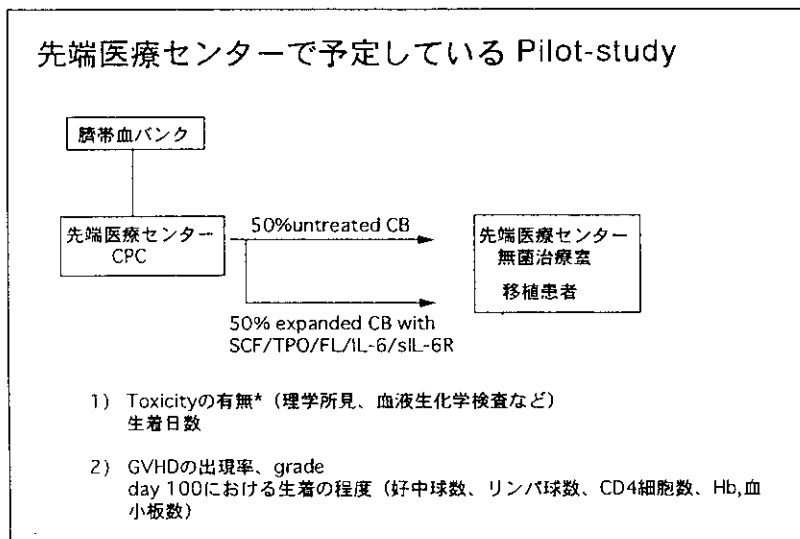 先端医療センターで予定している Pilot-study
臍帯血バンク
先端医療センター
CPC
50%untreated CB
50% expanded CB with
SCF/TPO/FL/IL-6/sIL-6R
先端医療センター
無菌治療室
移植患者
1) Toxicityの有無*（理学所見、血液生化学検査など）
生着日数
2) GVHDの出現率、grade
day 100における生着の程度（好中球数、リンパ球数、CD4細胞数、Hb,血
小板数）